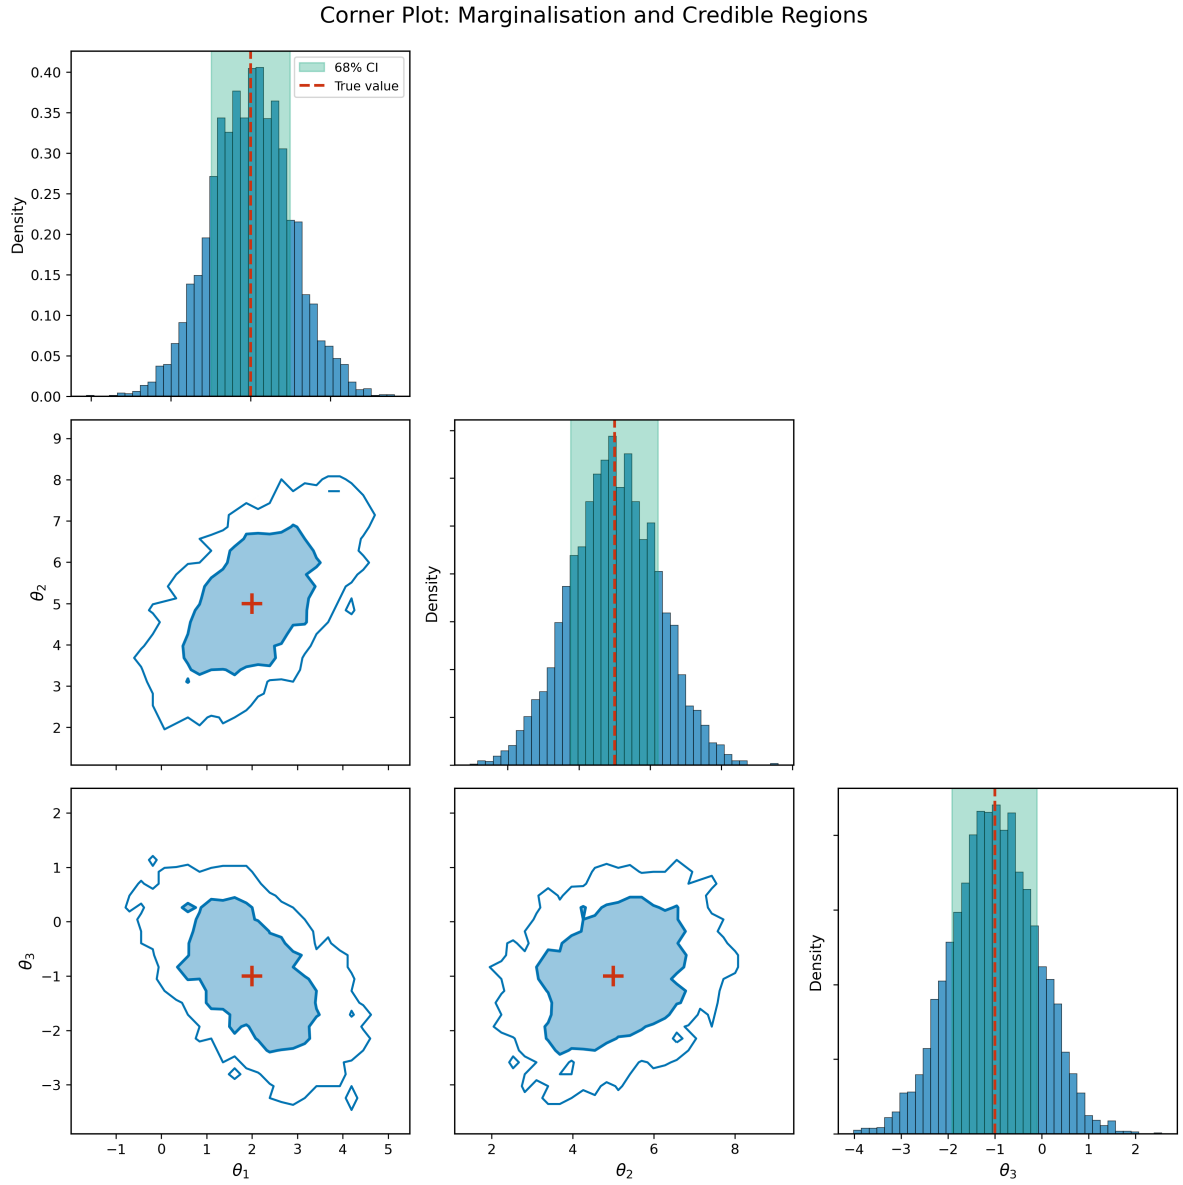 Corner Plot: Marginalisation and Credible Regions
68% CI
True value
Density
0.40
0.35
0.30
0.25
0.20
0.15
0.10
0.05
0.00
θ2
9
8
7
6
5
4
3
2
Density
θ3
2
1
0
−1
−2
−3
Density
−1 0 1 2 3 4 5
2 4 6 8
−4 −3 −2 −1 0 1 2
θ1
θ2
θ3